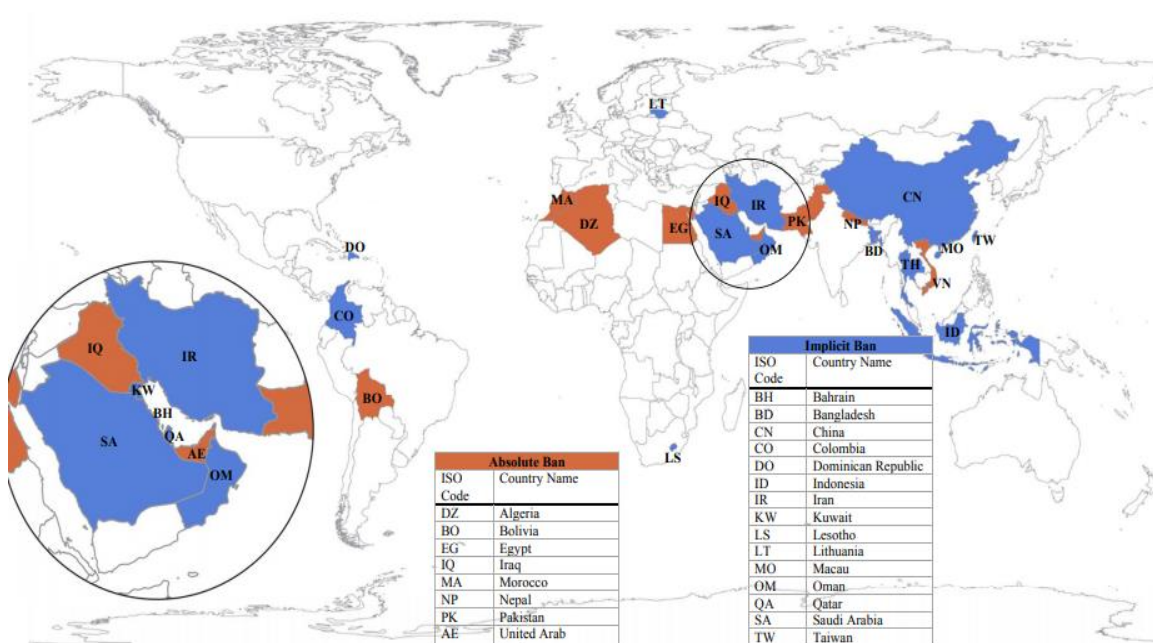 LT
MA
DZ
EG
IQ
IR
SA
OM
PK
NP
BD
CN
MO
TW
TH
VN
ID
DO
CO
BO
LS
IQ
IR
KW
BH
QA
SA
AE
OM
Absolute Ban
ISO Code Country Name
DZ Algeria
BO Bolivia
EG Egypt
IQ Iraq
MA Morocco
NP Nepal
PK Pakistan
AE United Arab
Implicit Ban
ISO Code Country Name
BH Bahrain
BD Bangladesh
CN China
CO Colombia
DO Dominican Republic
ID Indonesia
IR Iran
KW Kuwait
LS Lesotho
LT Lithuania
MO Macau
OM Oman
QA Qatar
SA Saudi Arabia
TW Taiwan